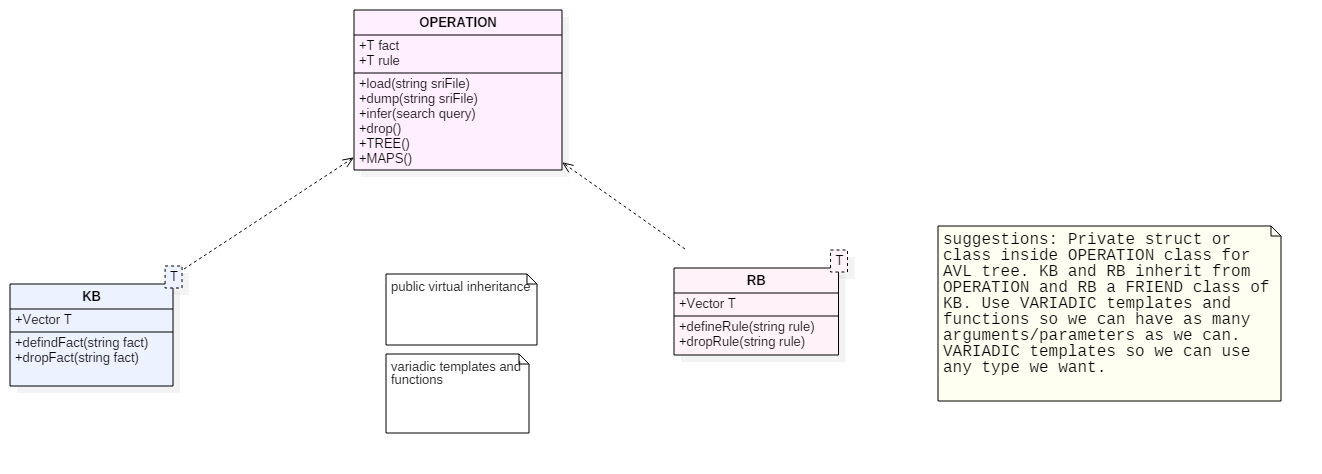 OPERATION
+T fact
+T rule
+load(string sriFile)
+dump(string sriFile)
+infer(search query)
+drop()
+TREE()
+MAPS()
T
KB
+Vector T
+defindFact(string fact)
+dropFact(string fact)
public virtual inheritance
variadic templates and
functions
T
RB
+Vector T
+defineRule(string rule)
+dropRule(string rule)
suggestions: Private struct or
class inside OPERATION class for
AVL tree. KB and RB inherit from
OPERATION and RB a FRIEND class of
KB. Use VARIADIC templates and
functions so we can have as many
arguments/parameters as we can.
VARIADIC templates so we can use
any type we want.